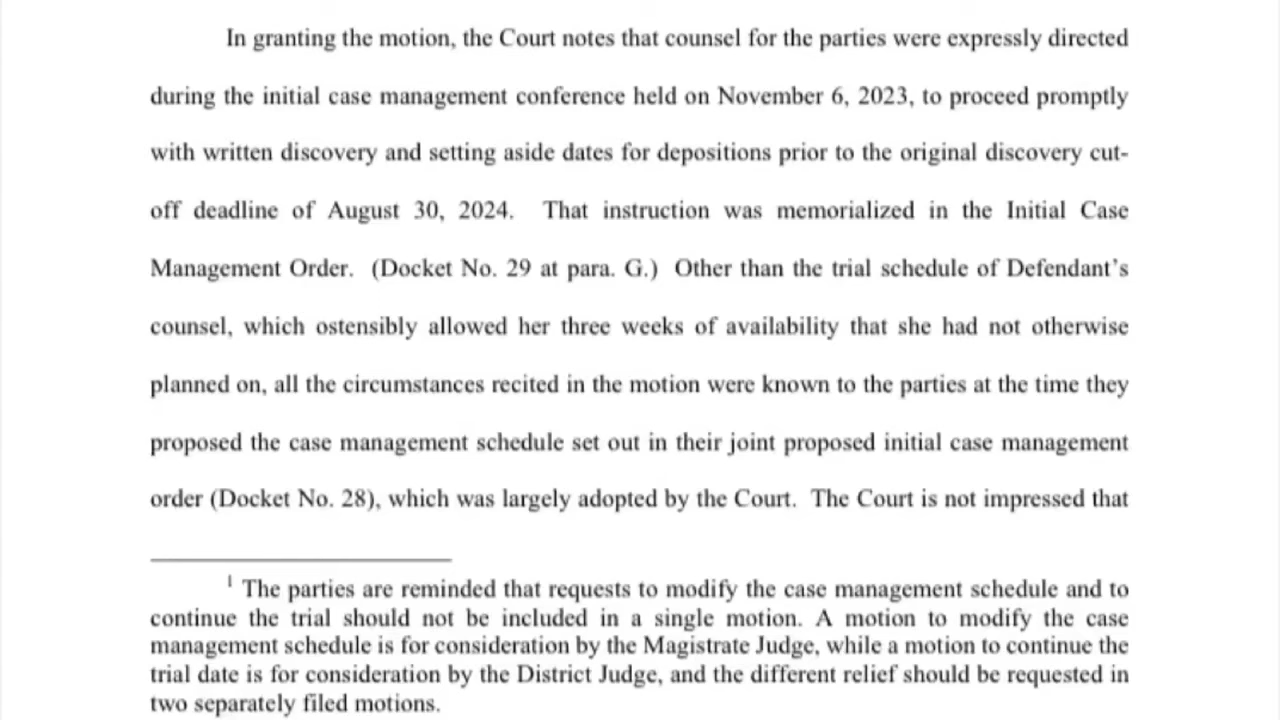 In granting the motion, the Court notes that counsel for the parties were expressly directed
during the initial case management conference held on November 6, 2023, to proceed promptly
with written discovery and setting aside dates for depositions prior to the original discovery cut-
off deadline of August 30, 2024. That instruction was memorialized in the Initial Case
Management Order. (Docket No. 29 at para. G.) Other than the trial schedule of Defendant’s
counsel, which ostensibly allowed her three weeks of availability that she had not otherwise
planned on, all the circumstances recited in the motion were known to the parties at the time they
proposed the case management schedule set out in their joint proposed initial case management
order (Docket No. 28), which was largely adopted by the Court. The Court is not impressed that
1 The parties are reminded that requests to modify the case management schedule and to
continue the trial should not be included in a single motion. A motion to modify the case
management schedule is for consideration by the Magistrate Judge, while a motion to continue the
trial date is for consideration by the District Judge, and the different relief should be requested in
two separately filed motions.